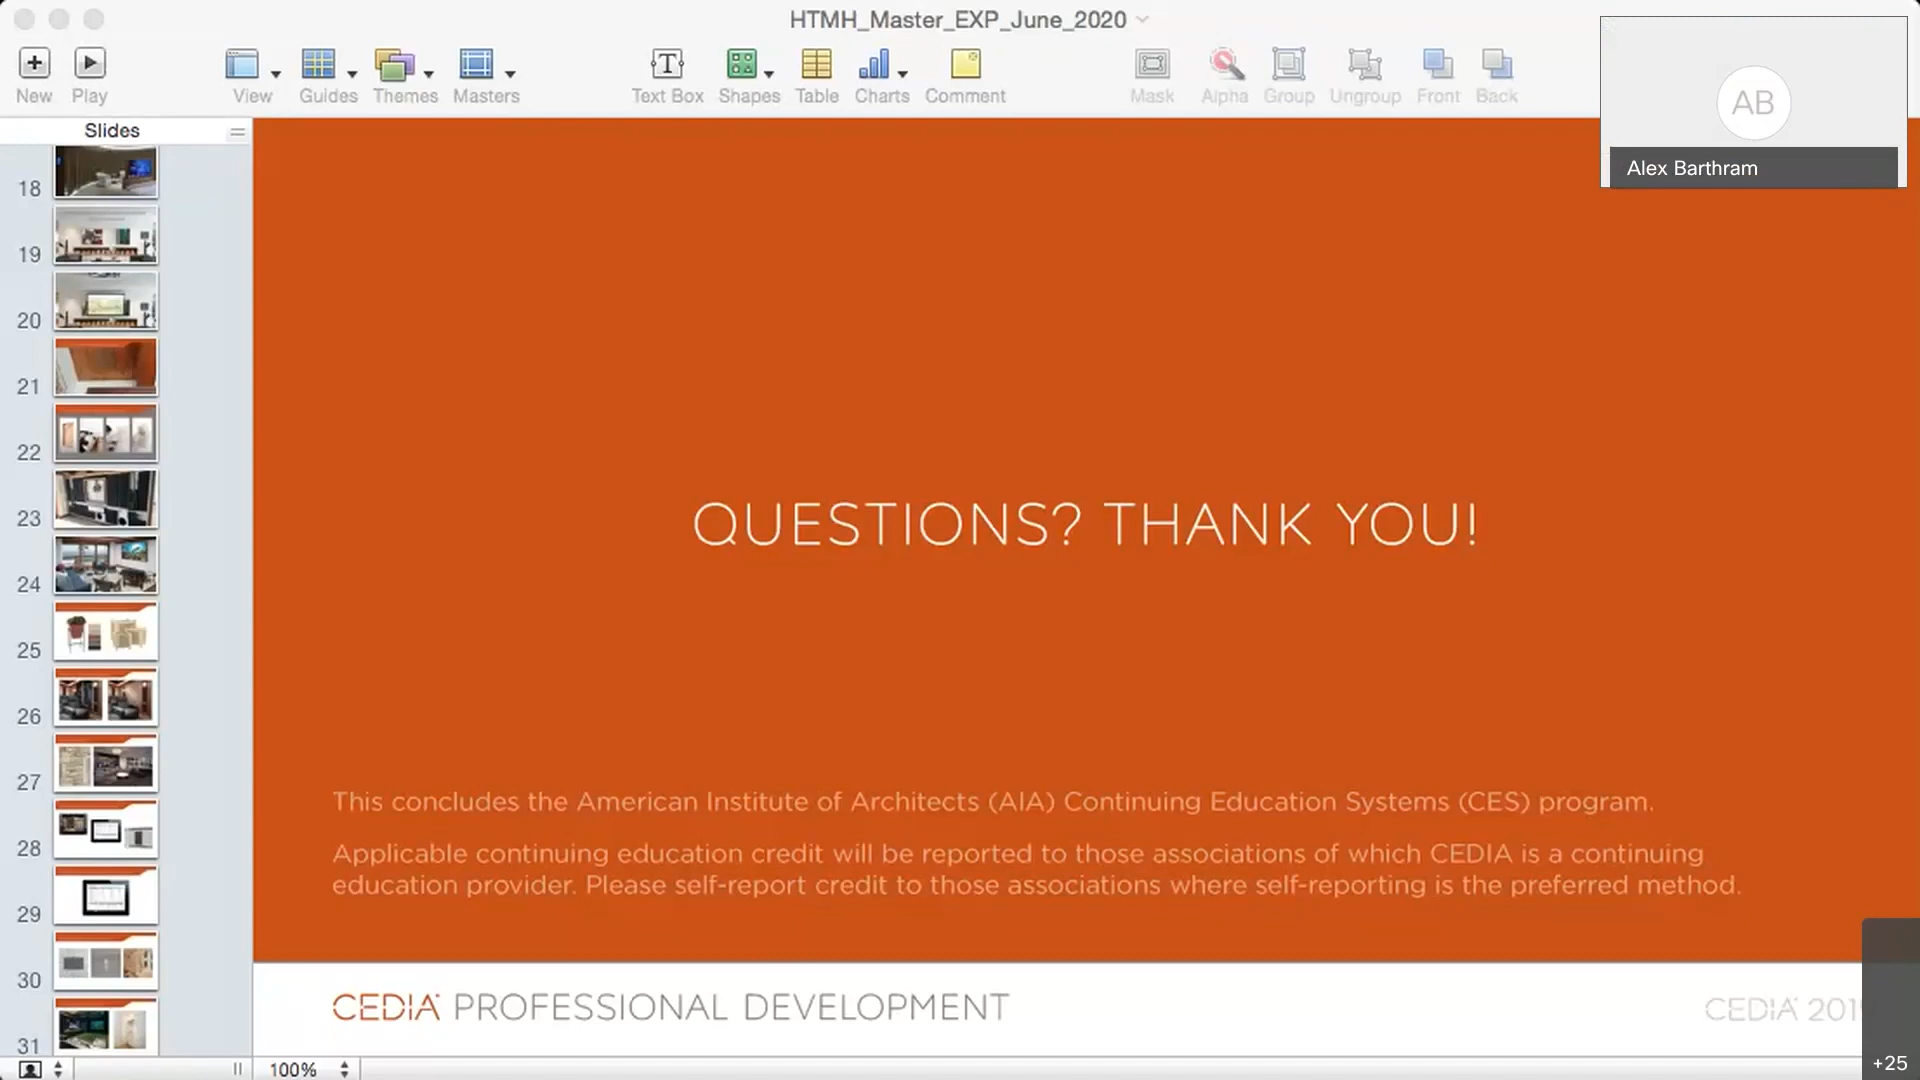 HTMH_Master_EXP_June_2020
New
Play
View
Guides
Themes
Masters
Text Box
Shapes
Table
Charts
Comment
Mask
Alpha
Group
Ungroup
Front
Back
AB
Alex Barthram
Slides
18
19
20
21
22
23
24
25
26
27
28
29
30
31
QUESTIONS? THANK YOU!
This concludes the American Institute of Architects (AIA) Continuing Education Systems (CES) program.
Applicable continuing education credit will be reported to those associations of which CEDIA is a continuing
education provider. Please self-report credit to those associations where self-reporting is the preferred method.
CEDIA PROFESSIONAL DEVELOPMENT
CEDIA
+25
100%